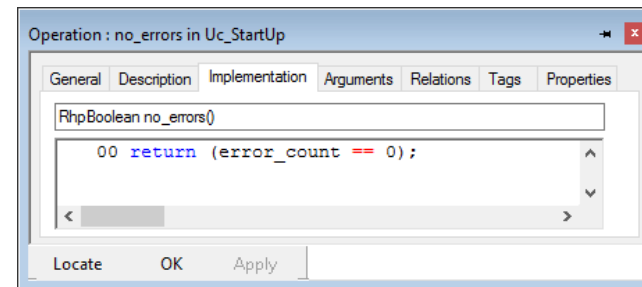 Operation : no_errors in Uc_StartUp
General Description Implementation Arguments Relations Tags Properties
RhpBoolean no_errors()
00 return (error_count == 0);
Locate OK Apply